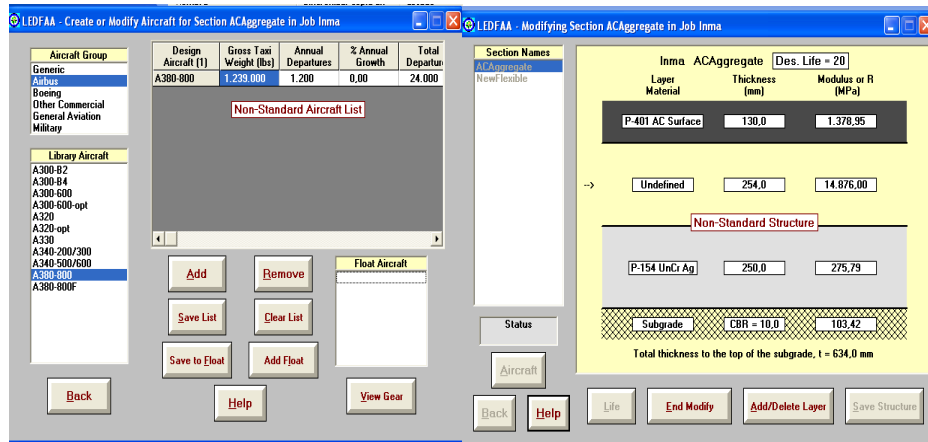 LEDFAA - Create or Modify Aircraft for Section ACAggregate in Job Inma
Aircraft Group
Generic
Airbus
Boeing
Other Commercial
General Aviation
Military
Library Aircraft
A300-B2
A300-B4
A300-600
A300-600-opt
A320
A320-opt
A330
A340-200/300
A340-500/600
A380-800
A380-800F
Back
Design Aircraft (1) Gross Taxi Weight (lbs) Annual Departures % Annual Growth Total Departur
A380-800 1.239.000 1.200 0,00 24.000
Non-Standard Aircraft List
Add Remove
Save List Clear List
Save to Float Add Float
Help
Float Aircraft
View Gear
LEDFAA - Modifying Section ACAggregate in Job Inma
Section Names
ACAggregate
NewFlexible
Status
Aircraft
Back Help
Inma ACAggregate Des. Life = 20
Layer Thickness Modulus or R
Material (mm) (MPa)
P-401 AC Surface 130,0 1.378,95
--> Undefined 254,0 14.876,00
Non-Standard Structure
P-154 UnCr Ag 250,0 275,79
Subgrade CBR = 10,0 103,42
Total thickness to the top of the subgrade, t = 634,0 mm
Life End Modify Add/Delete Layer Save Structure